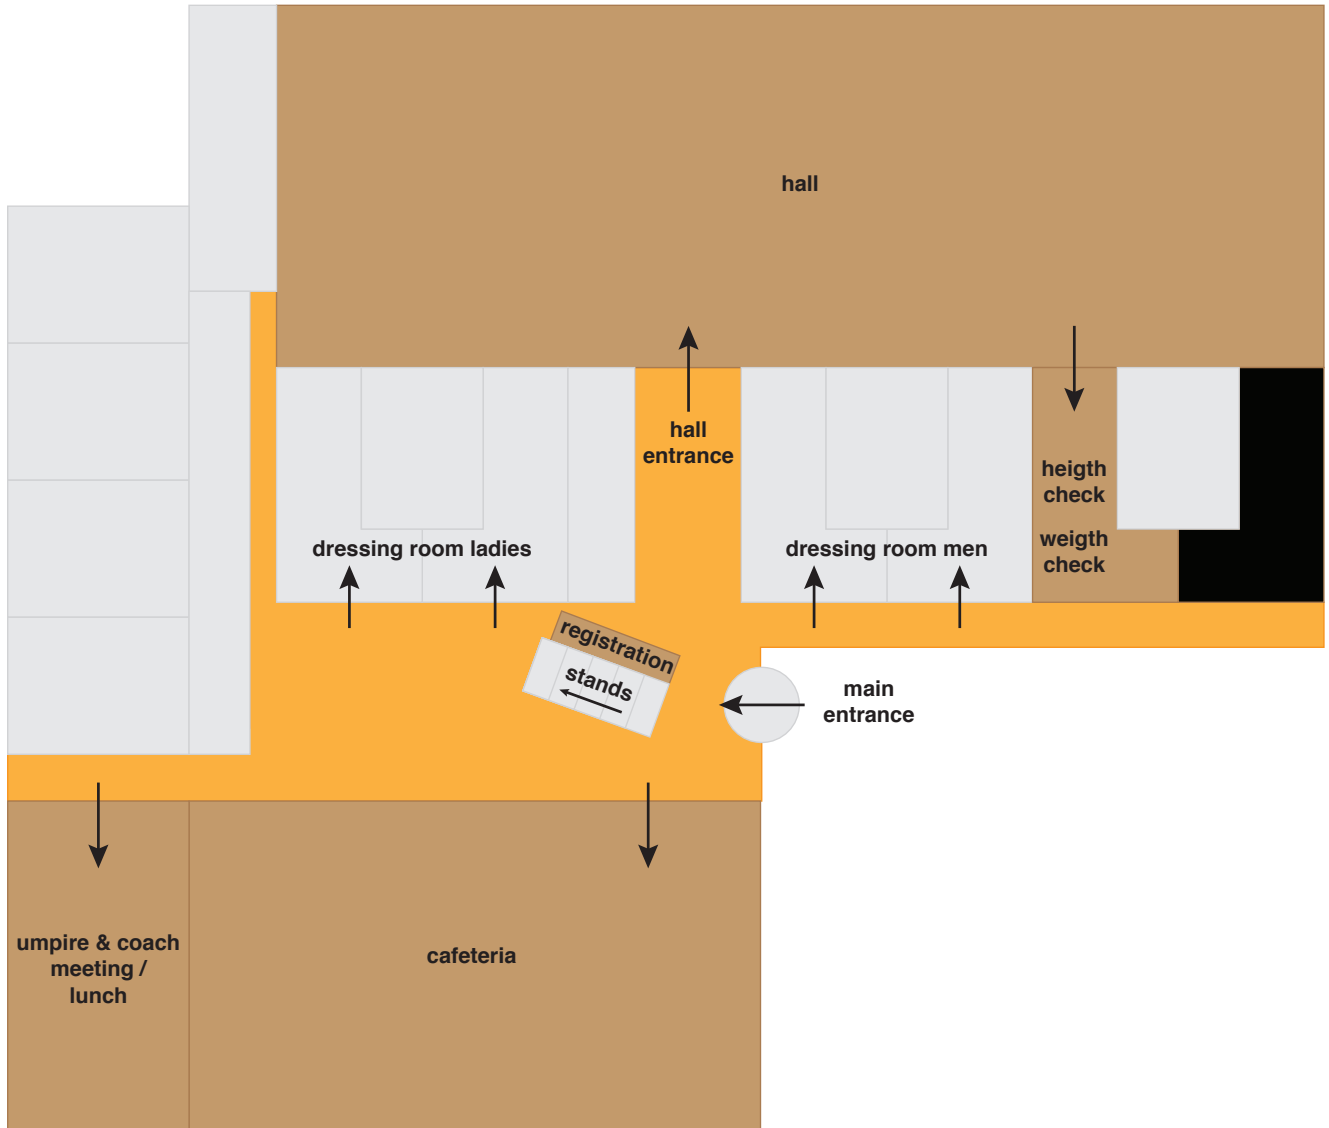 hall
hall
entrance
heigth
check
weigth
check
dressing room ladies
dressing room men
registration
stands
main
entrance
umpire & coach
meeting /
lunch
cafeteria